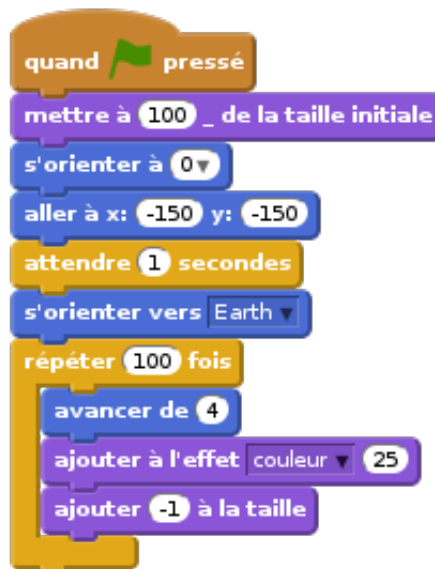 quand pressé
mettre à 100 _ de la taille initiale
s'orienter à 0
aller à x: -150 y: -150
attendre 1 secondes
s'orienter vers Earth
répéter 100 fois
avancer de 4
ajouter à l'effet couleur 25
ajouter -1 à la taille